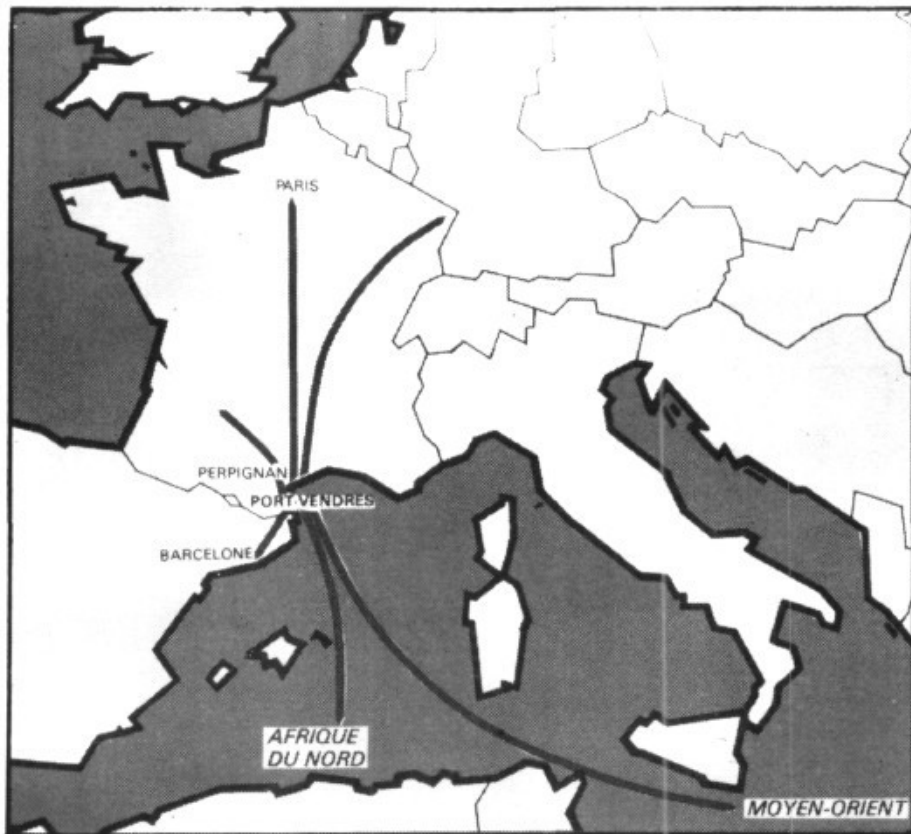 PARIS
PERPIGNAN
PORT-VENDRES
BARCELONE
AFRIQUE
DU NORD
MOYEN-ORIENT